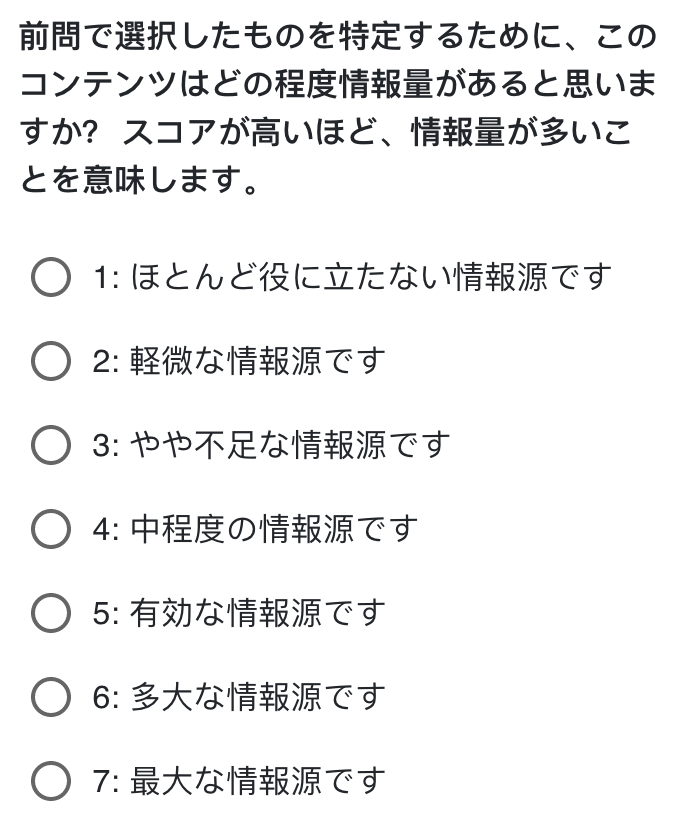 前問で選択したものを特定するために、この
コンテンツはどの程度情報量があると思いま
すか? スコアが高いほど、情報量が多いこ
とを意味します。
1: ほとんど役に立たない情報源です
2: 軽微な情報源です
3: やや不足な情報源です
4: 中程度の情報源です
5: 有効な情報源です
6: 多大な情報源です
7: 最大な情報源です